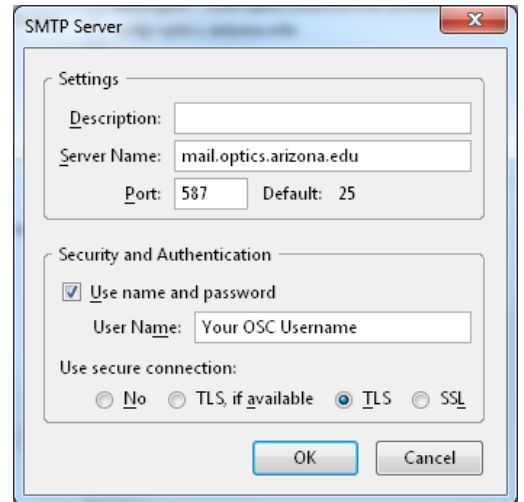 SMTP Server
Settings
Description:
Server Name: mail.optics.arizona.edu
Port: 587 Default: 25
Security and Authentication
Use name and password
User Name: Your OSC Username
Use secure connection:
No TLS, if available TLS SSL
OK Cancel